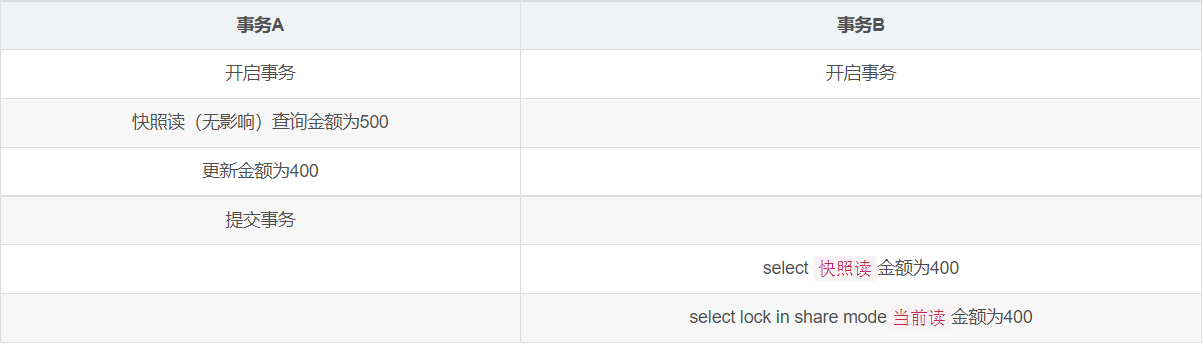 事务A 事务B
开启事务 开启事务
快照读（无影响）查询金额为500
更新金额为400
提交事务
select 快照读 金额为400
select lock in share mode 当前读 金额为400